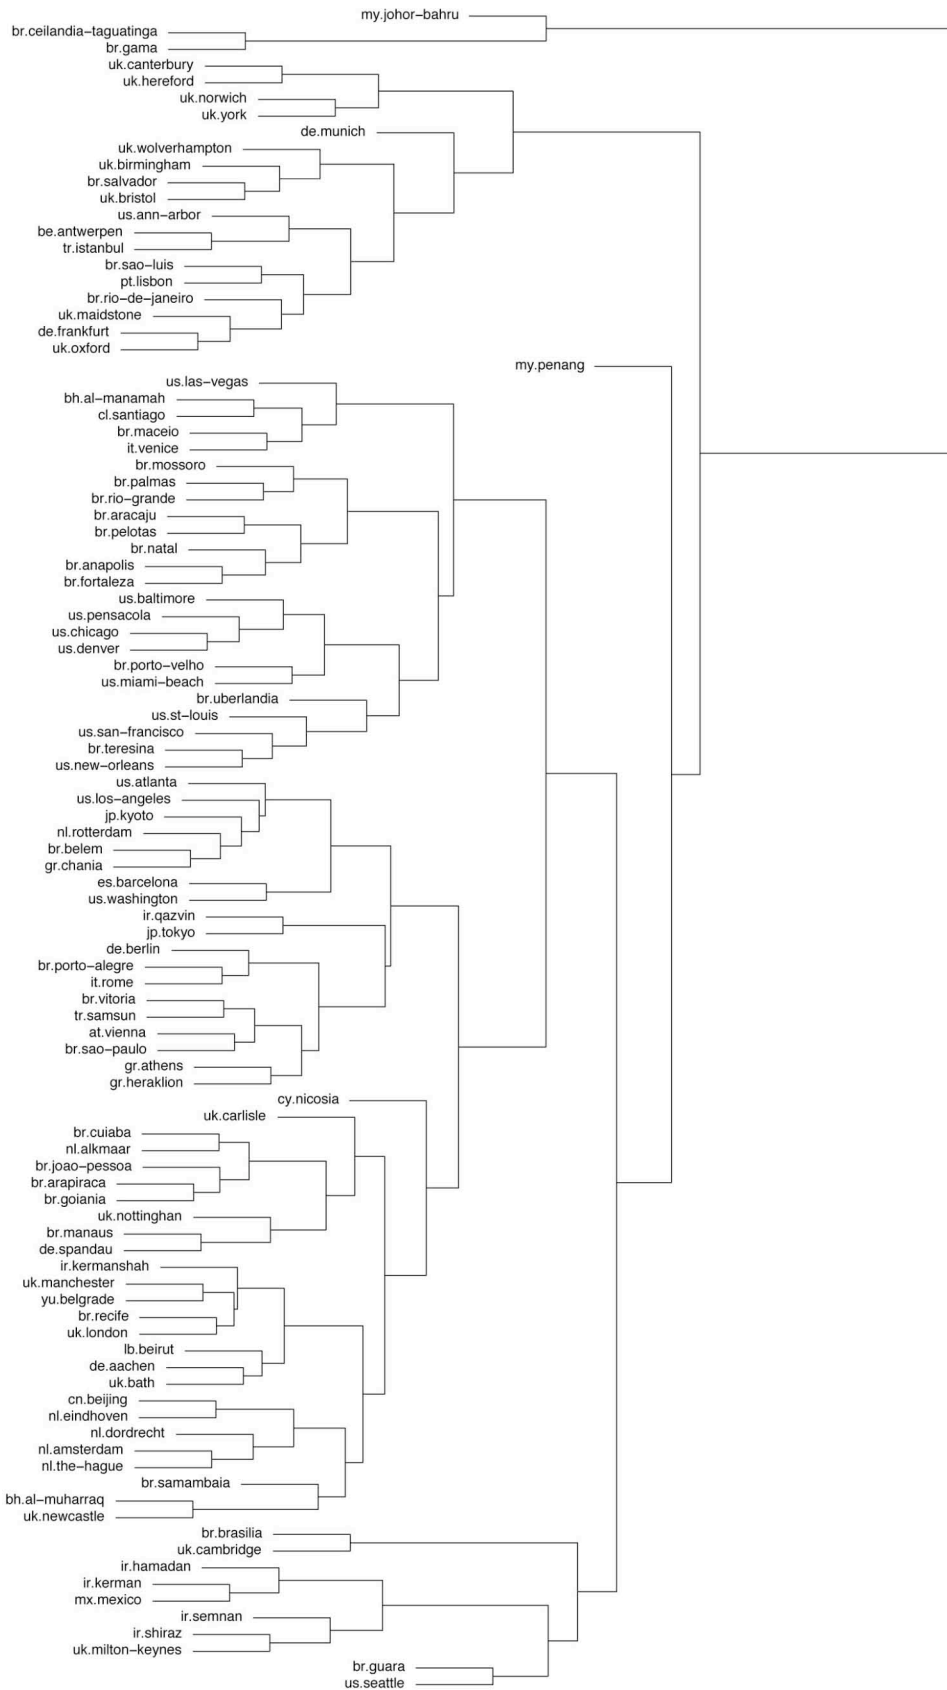 my.johor-bahru
br.ceilandia-taguatinga
br.gama
uk.canterbury
uk.hereford
uk.norwich
uk.york
de.munich
uk.wolverhampton
uk.birmingham
br.salvador
uk.bristol
us.ann-arbor
be.antwerpen
tr.istanbul
br.sao-luis
pt.lisbon
br.rio-de-janeiro
uk.maidstone
de.frankfurt
uk.oxford
my.penang
us.las-vegas
bh.al-manamah
cl.santiago
br.maceio
it.venice
br.mossoro
br.palmas
br.rio-grande
br.aracaju
br.pelotas
br.natal
br.anapolis
br.fortaleza
us.baltimore
us.pensacola
us.chicago
us.denver
br.porto-velho
us.miami-beach
br.uberlandia
us.st-louis
us.san-francisco
br.teresina
us.new-orleans
us.atlanta
us.los-angeles
jp.kyoto
nl.rotterdam
br.belem
gr.chania
es.barcelona
us.washington
ir.qazvin
jp.tokyo
de.berlin
br.porto-alegre
it.rome
br.vitoria
tr.samsun
at.vienna
br.sao-paulo
gr.athens
gr.heraklion
cy.nicosia
uk.carlisle
br.cuiaba
nl.alkmaar
br.joao-pessoa
br.arapiraca
br.goiania
uk.nottinghan
br.manaus
de.spandau
ir.kermanshah
uk.manchester
yu.belgrade
br.recife
uk.london
lb.beirut
de.aachen
uk.bath
cn.beijing
nl.eindhoven
nl.dordrecht
nl.amsterdam
nl.the-hague
br.samambaia
bh.al-muharraq
uk.newcastle
br.brasilia
uk.cambridge
ir.hamadan
ir.kerman
mx.mexico
ir.semnan
ir.shiraz
uk.milton-keynes
br.guara
us.seattle